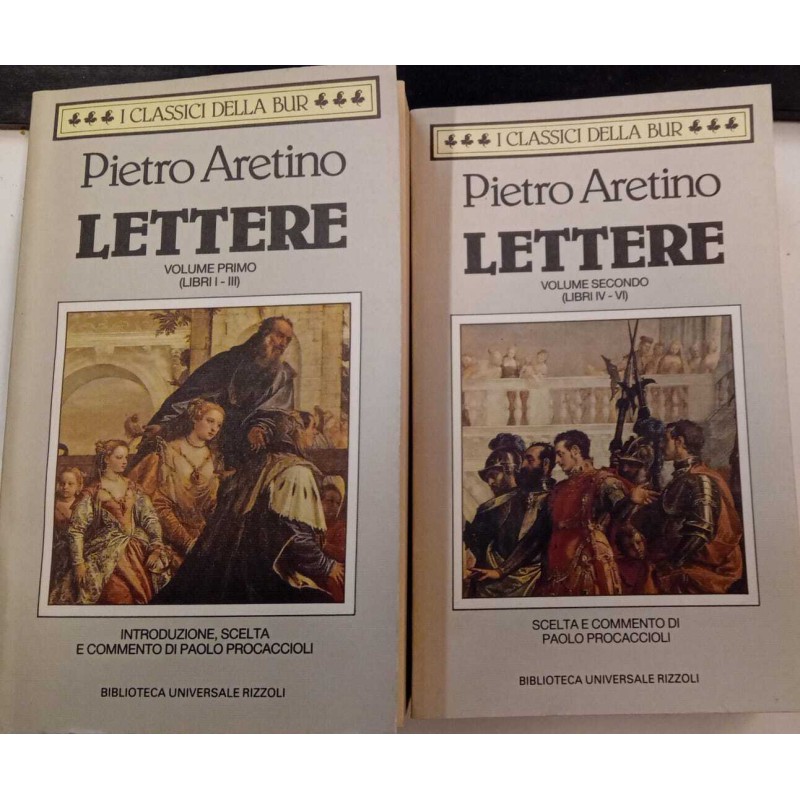 I CLASSICI DELLA BUR
Pietro Aretino
LETTERE
VOLUME PRIMO
(LIBRI I - III)
INTRODUZIONE, SCELTA
E COMMENTO DI PAOLO PROCACCIOLI
BIBLIOTECA UNIVERSALE RIZZOLI
I CLASSICI DELLA BUR
Pietro Aretino
LETTERE
VOLUME SECONDO
(LIBRI IV - VI)
SCELTA E COMMENTO DI
PAOLO PROCACCIOLI
BIBLIOTECA UNIVERSALE RIZZOLI